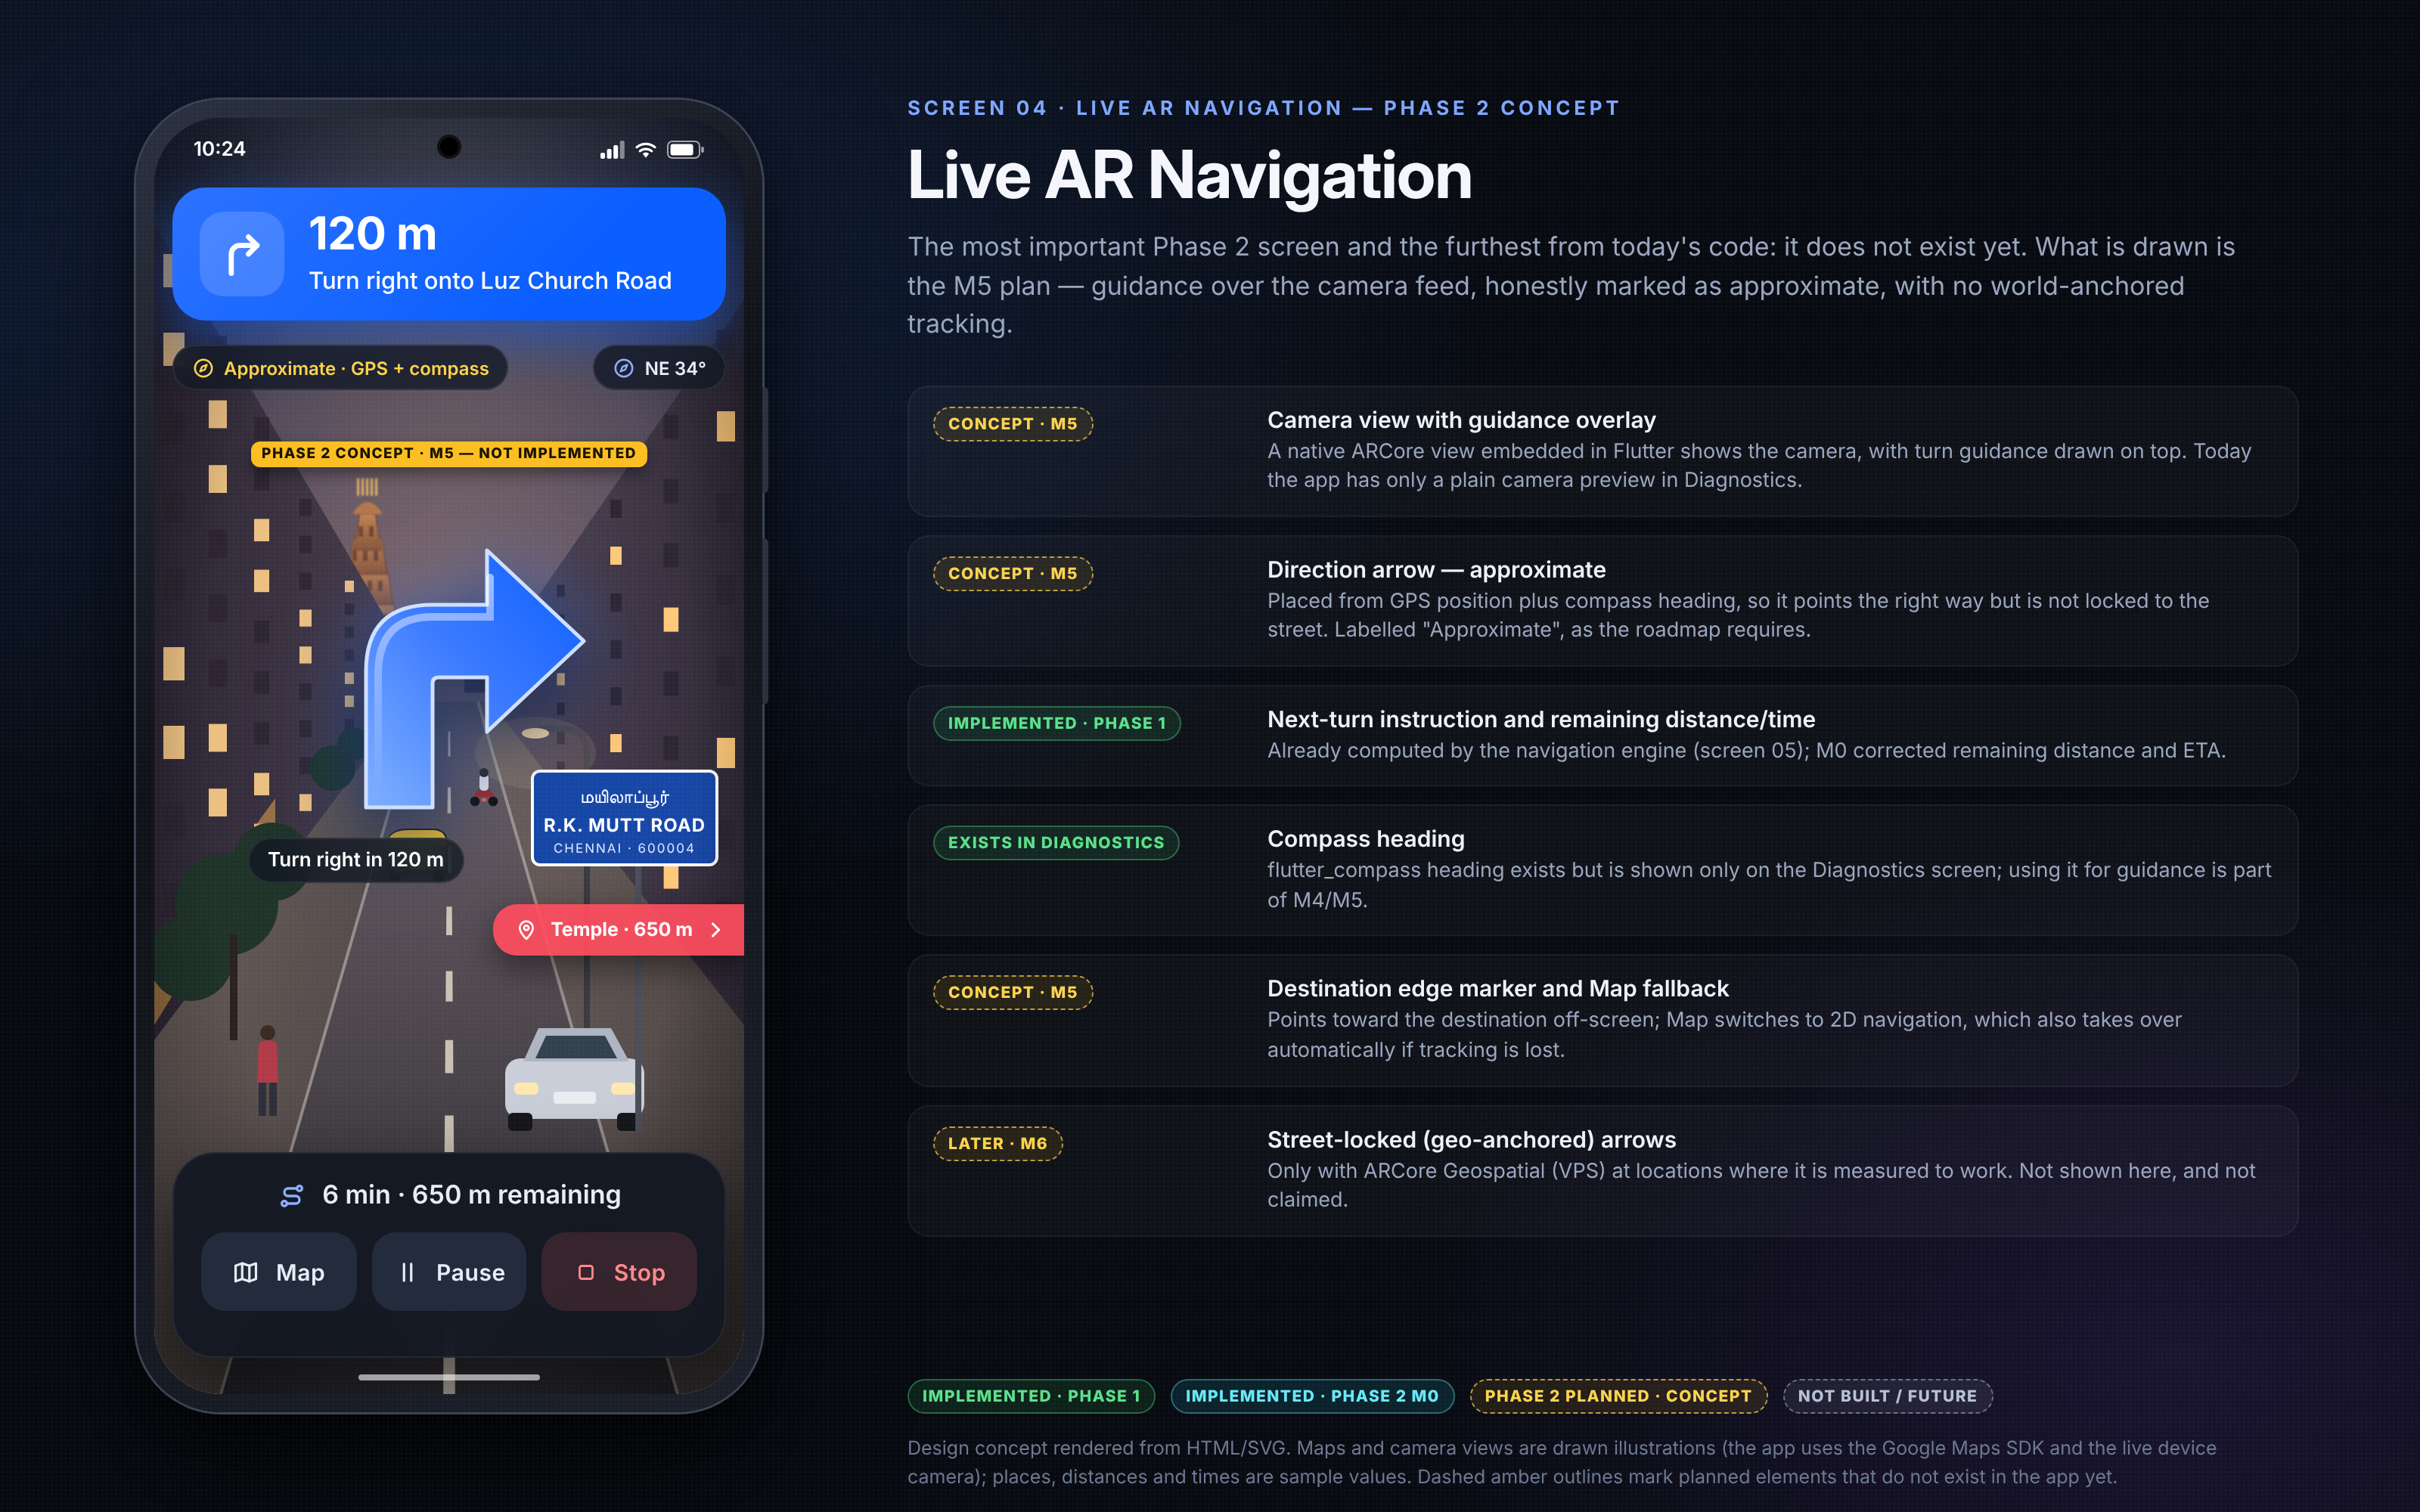 10:24
120 m
Turn right onto Luz Church Road
Approximate · GPS + compass
NE 34°
PHASE 2 CONCEPT · M5 — NOT IMPLEMENTED
மயிலாப்பூர்
R.K. MUTT ROAD
CHENNAI · 600004
Turn right in 120 m
Temple · 650 m
6 min · 650 m remaining
Map
Pause
Stop
SCREEN 04 · LIVE AR NAVIGATION — PHASE 2 CONCEPT
Live AR Navigation
The most important Phase 2 screen and the furthest from today's code: it does not exist yet. What is drawn is
the M5 plan — guidance over the camera feed, honestly marked as approximate, with no world-anchored
tracking.
CONCEPT · M5
Camera view with guidance overlay
A native ARCore view embedded in Flutter shows the camera, with turn guidance drawn on top. Today
the app has only a plain camera preview in Diagnostics.
CONCEPT · M5
Direction arrow — approximate
Placed from GPS position plus compass heading, so it points the right way but is not locked to the
street. Labelled "Approximate", as the roadmap requires.
IMPLEMENTED · PHASE 1
Next-turn instruction and remaining distance/time
Already computed by the navigation engine (screen 05); M0 corrected remaining distance and ETA.
EXISTS IN DIAGNOSTICS
Compass heading
flutter_compass heading exists but is shown only on the Diagnostics screen; using it for guidance is part
of M4/M5.
CONCEPT · M5
Destination edge marker and Map fallback
Points toward the destination off-screen; Map switches to 2D navigation, which also takes over
automatically if tracking is lost.
LATER · M6
Street-locked (geo-anchored) arrows
Only with ARCore Geospatial (VPS) at locations where it is measured to work. Not shown here, and not
claimed.
IMPLEMENTED · PHASE 1
IMPLEMENTED · PHASE 2 M0
PHASE 2 PLANNED · CONCEPT
NOT BUILT / FUTURE
Design concept rendered from HTML/SVG. Maps and camera views are drawn illustrations (the app uses the Google Maps SDK and the live device
camera); places, distances and times are sample values. Dashed amber outlines mark planned elements that do not exist in the app yet.